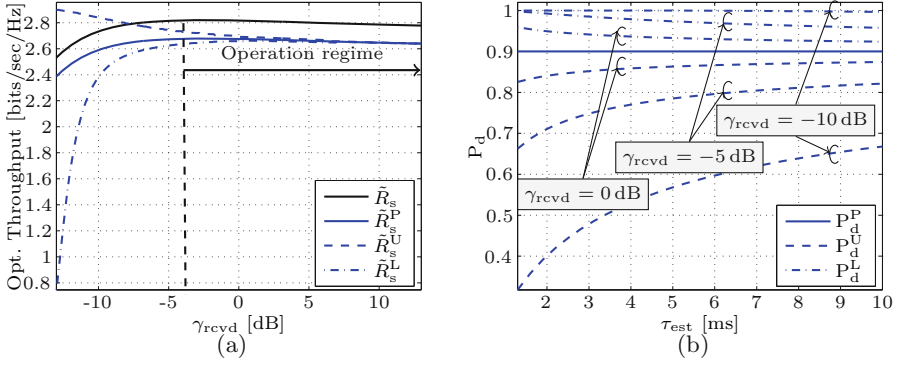 Opt. Throughput [bits/sec/Hz]
2.8
2.6
2.4
2.2
2
1.8
1.6
1.4
1.2
1
0.8
Operation regime
R̃s
R̃sP
R̃sU
R̃sL
-10
-5
0
5
10
γrcvd [dB]
(a)
Pd
1
0.9
0.8
0.7
0.6
0.5
0.4
γrcvd = −10 dB
γrcvd = −5 dB
γrcvd = 0 dB
PdP
PdU
PdL
2
3
4
5
6
7
8
9
10
τest [ms]
(b)